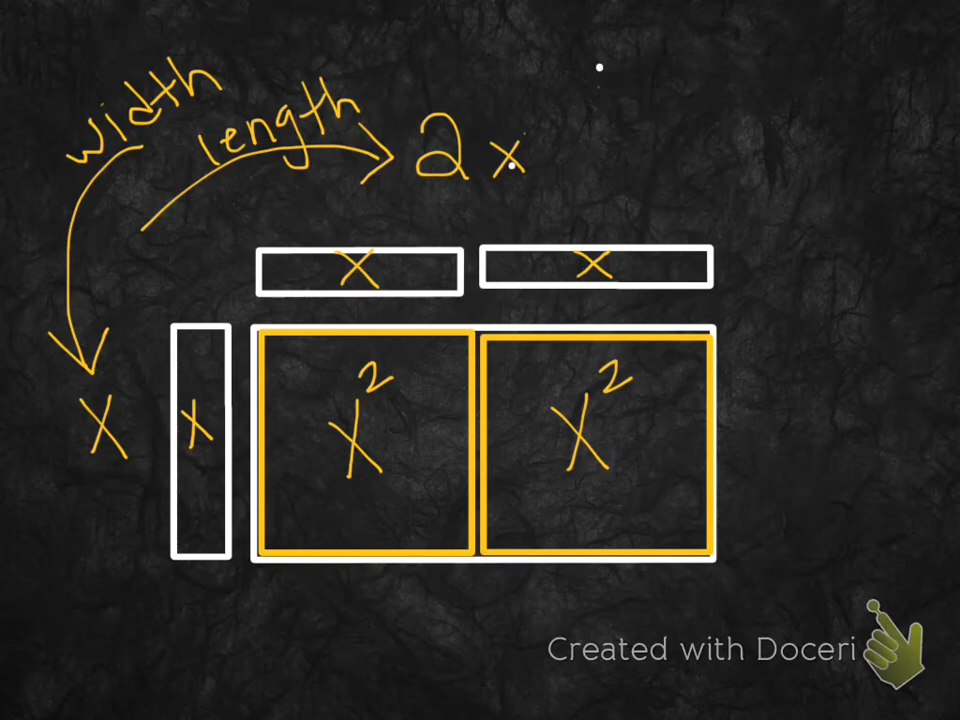 width
length
2x
x
x
x
x
x²
x²
Created with Doceri